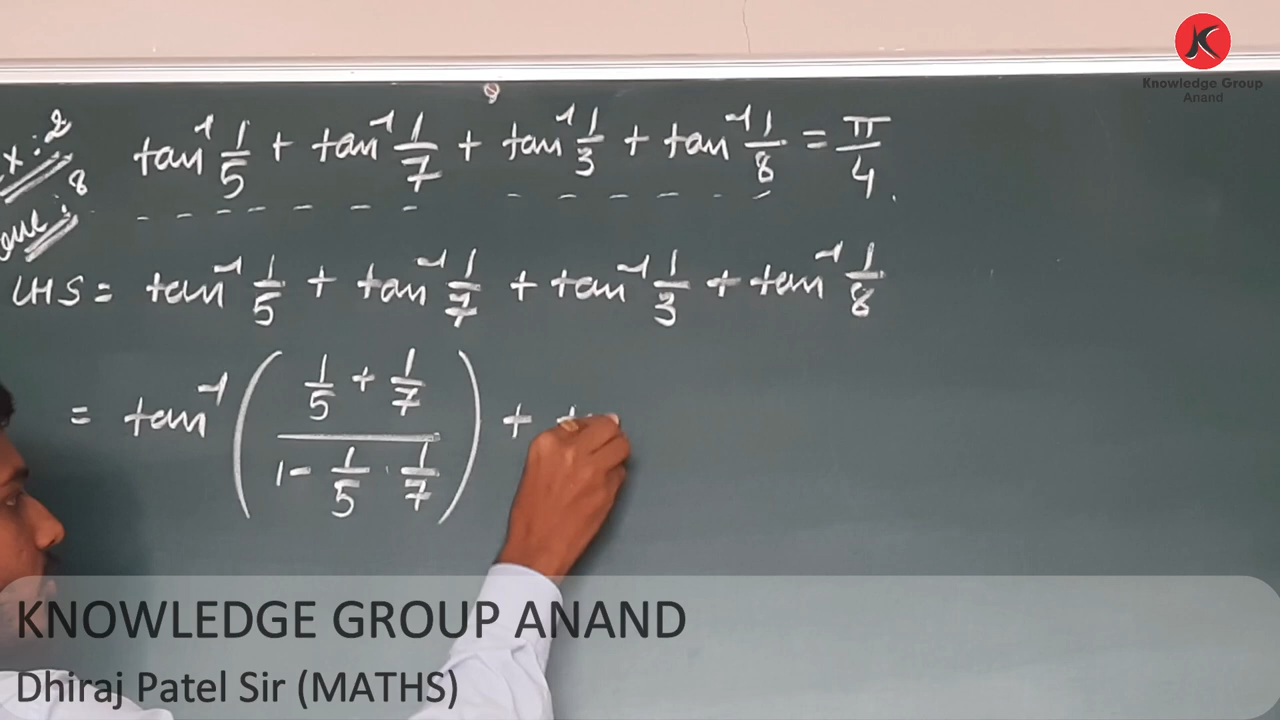 Knowledge Group
Anand
x:2
8
tan⁻¹ 1/5 + tan⁻¹ 1/7 + tan⁻¹ 1/3 + tan⁻¹ 1/8 = π/4.
LHS = tan⁻¹ 1/5 + tan⁻¹ 1/7 + tan⁻¹ 1/3 + tan⁻¹ 1/8
= tan⁻¹ ( (1/5 + 1/7) / (1 - 1/5 · 1/7) ) +
KNOWLEDGE GROUP ANAND
Dhiraj Patel Sir (MATHS)